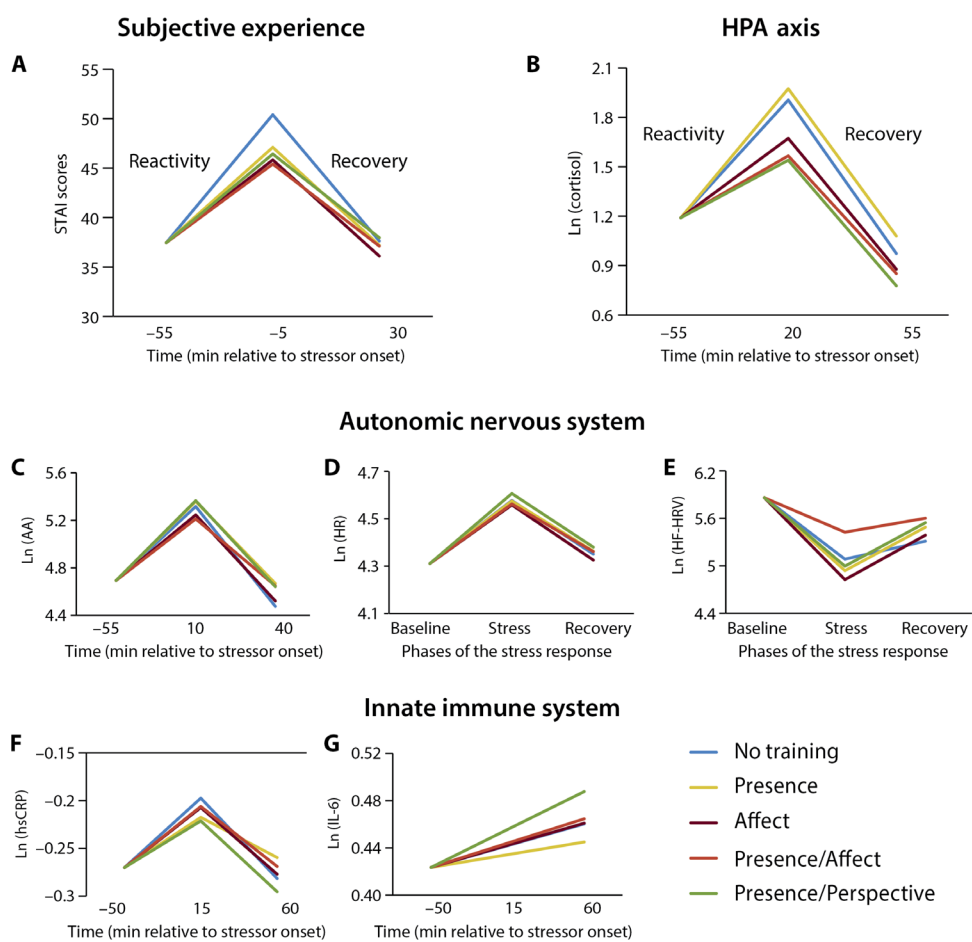 Subjective experience
HPA axis
A
55
50
45
40
35
30
STAI scores
Reactivity
Recovery
–55
–5
30
Time (min relative to stressor onset)
B
2.1
1.8
1.5
1.2
0.9
0.6
Ln (cortisol)
Reactivity
Recovery
–55
20
55
Time (min relative to stressor onset)
Autonomic nervous system
C
5.6
5.2
4.8
4.4
Ln (AA)
–55
10
40
Time (min relative to stressor onset)
D
4.7
4.5
4.3
4.1
Ln (HR)
Baseline
Stress
Recovery
Phases of the stress response
E
6.2
5.6
5
4.4
Ln (HF-HRV)
Baseline
Stress
Recovery
Phases of the stress response
Innate immune system
F
–0.15
–0.2
–0.25
–0.3
Ln (hsCRP)
–50
15
60
Time (min relative to stressor onset)
G
0.52
0.48
0.44
0.40
Ln (IL-6)
–50
15
60
Time (min relative to stressor onset)
No training
Presence
Affect
Presence/Affect
Presence/Perspective